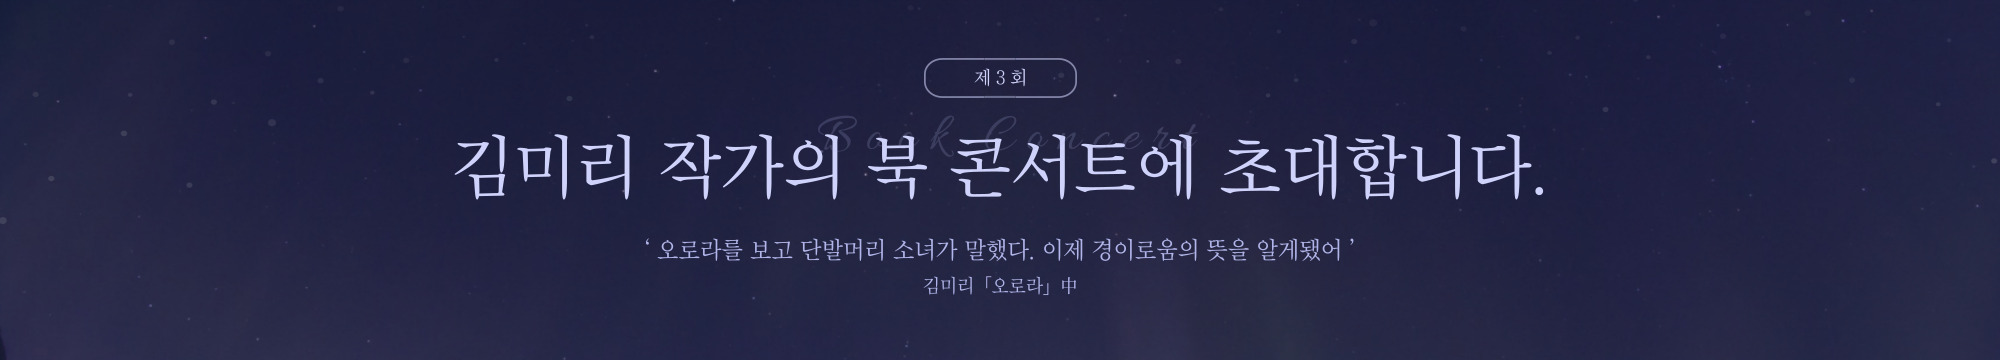 제3회
Book Concert
김미리 작가의 북 콘서트에 초대합니다.
‘ 오로라를 보고 단발머리 소녀가 말했다. 이제 경이로움의 뜻을 알게됐어 ’
김미리「오로라」中